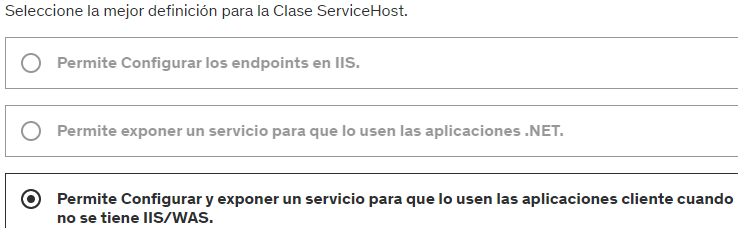 Seleccione la mejor definición para la Clase ServiceHost.
Permite Configurar los endpoints en IIS.
Permite exponer un servicio para que lo usen las aplicaciones .NET.
Permite Configurar y exponer un servicio para que lo usen las aplicaciones cliente cuando
no se tiene IIS/WAS.